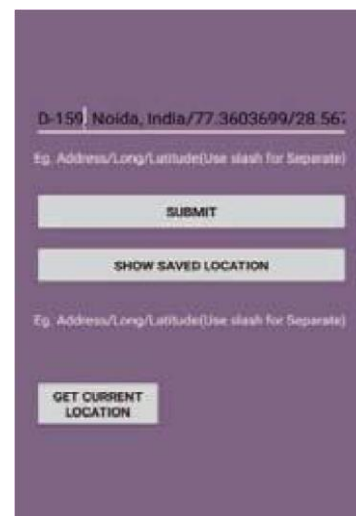 D-159, Noida, India/77.3603699/28.567
Eg. Address/Long/Latitude(Use slash for Separate)
SUBMIT
SHOW SAVED LOCATION
Eg. Address/Long/Latitude(Use slash for Separate)
GET CURRENT
LOCATION